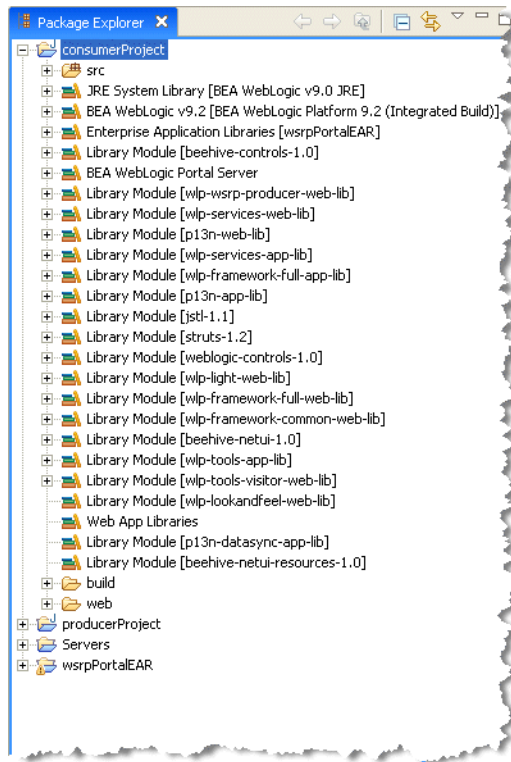 Package Explorer
consumerProject
src
JRE System Library [BEA WebLogic v9.0 JRE]
BEA WebLogic v9.2 [BEA WebLogic Platform 9.2 (Integrated Build)]
Enterprise Application Libraries [wsrpPortalEAR]
Library Module [beehive-controls-1.0]
BEA WebLogic Portal Server
Library Module [wlp-wsrp-producer-web-lib]
Library Module [wlp-services-web-lib]
Library Module [p13n-web-lib]
Library Module [wlp-services-app-lib]
Library Module [wlp-framework-full-app-lib]
Library Module [p13n-app-lib]
Library Module [jstl-1.1]
Library Module [struts-1.2]
Library Module [weblogic-controls-1.0]
Library Module [wlp-light-web-lib]
Library Module [wlp-framework-full-web-lib]
Library Module [wlp-framework-common-web-lib]
Library Module [beehive-netui-1.0]
Library Module [wlp-tools-app-lib]
Library Module [wlp-tools-visitor-web-lib]
Library Module [wlp-lookandfeel-web-lib]
Web App Libraries
Library Module [p13n-datasync-app-lib]
Library Module [beehive-netui-resources-1.0]
build
web
producerProject
Servers
wsrpPortalEAR